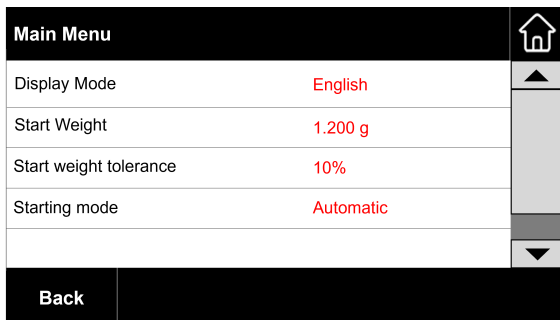 Main Menu
Display Mode English
Start Weight 1.200 g
Start weight tolerance 10%
Starting mode Automatic
Back